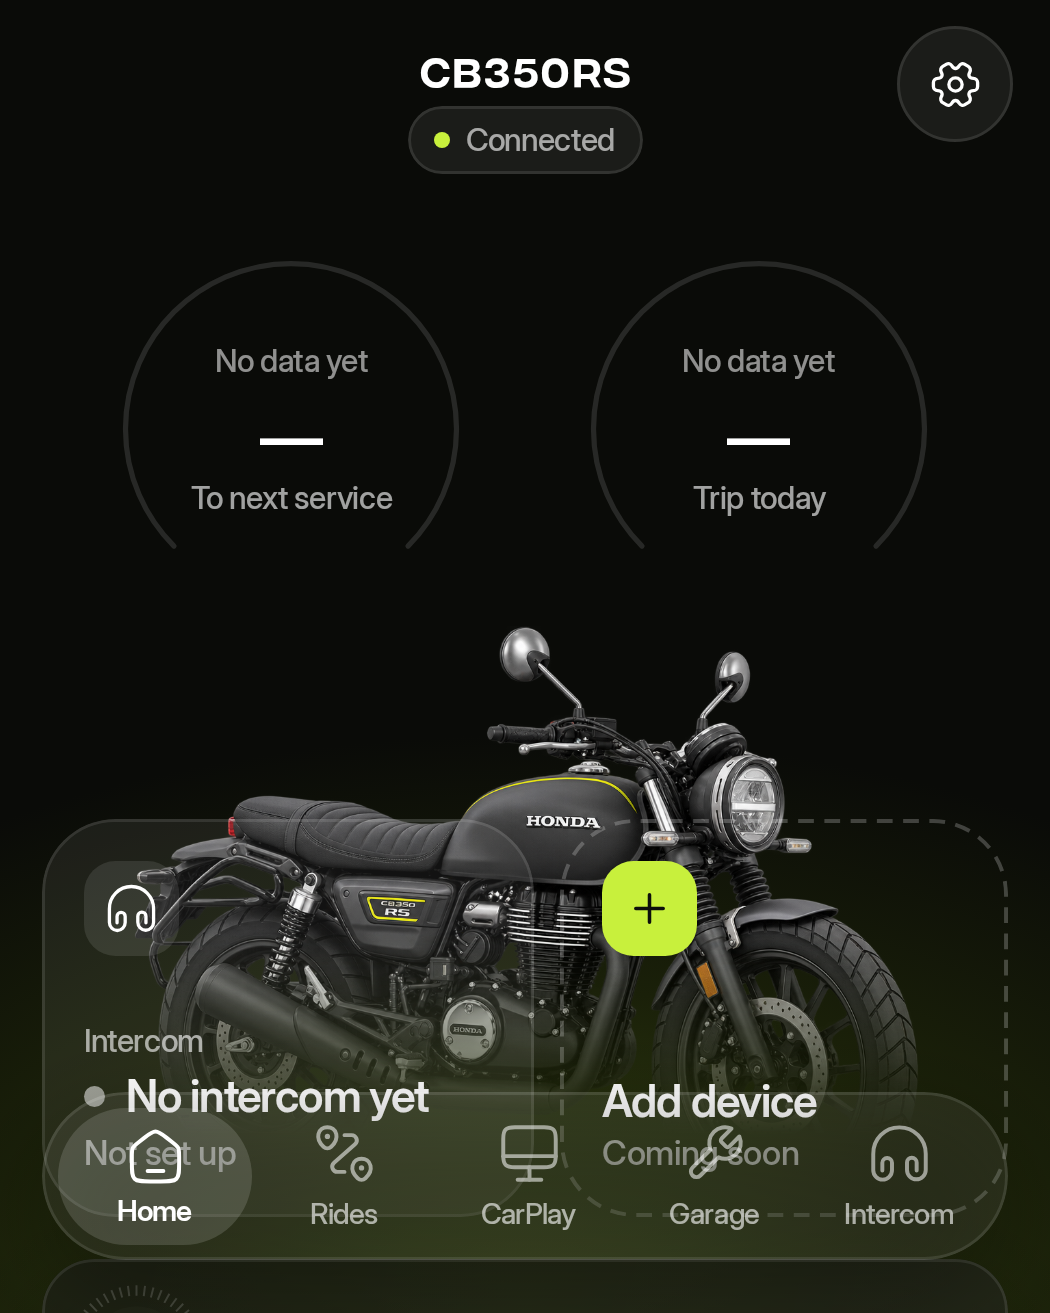 CB350RS
Connected
No data yet
—
To next service
No data yet
—
Trip today
HONDA
CB350
RS
HONDA
Intercom
No intercom yet
Not set up
Add device
Coming soon
Home
Rides
CarPlay
Garage
Intercom